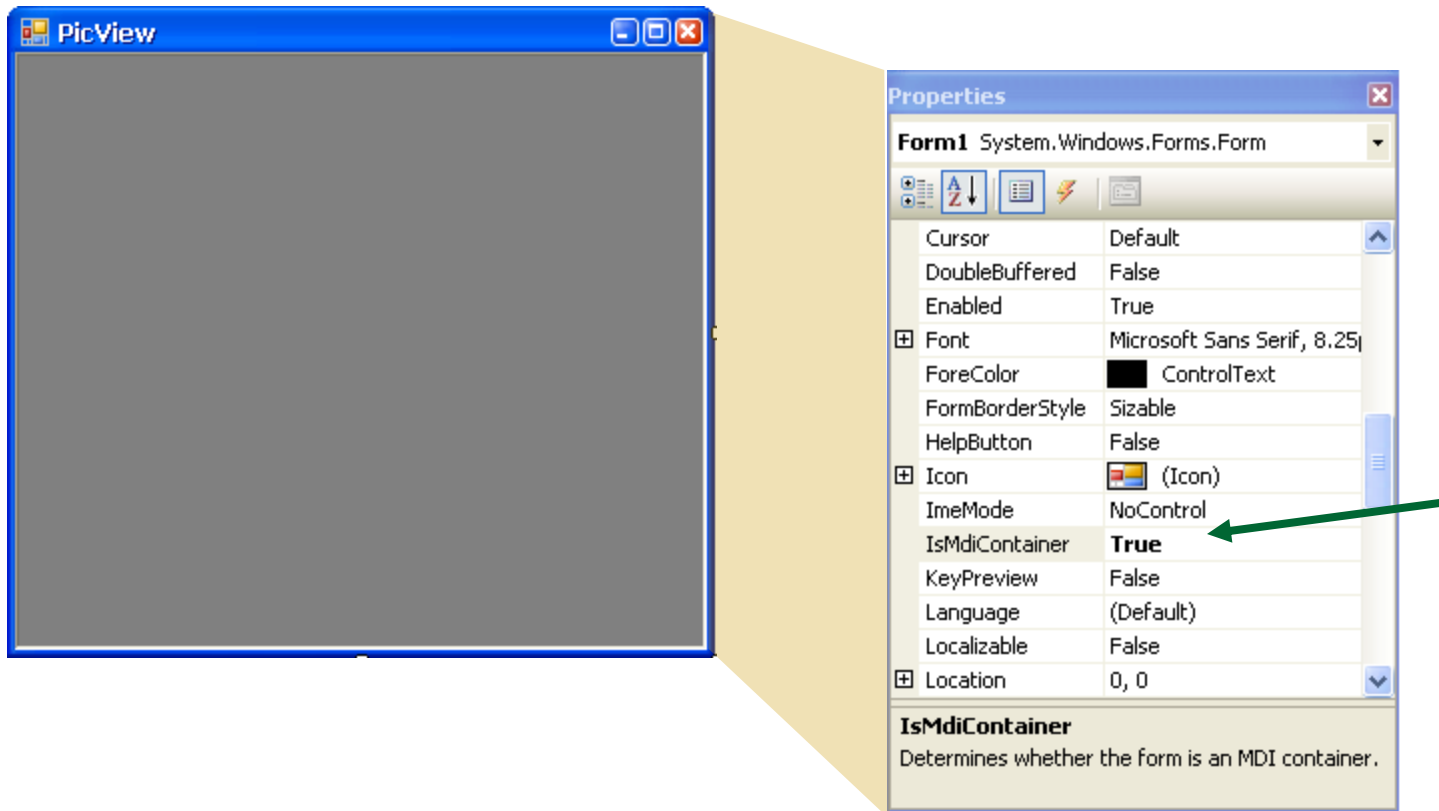 PicView
Properties
Form1 System.Windows.Forms.Form
A
Z
Cursor Default
DoubleBuffered False
Enabled True
Font Microsoft Sans Serif, 8.25
ForeColor ControlText
FormBorderStyle Sizable
HelpButton False
Icon (Icon)
ImeMode NoControl
IsMdiContainer True
KeyPreview False
Language (Default)
Localizable False
Location 0, 0
IsMdiContainer
Determines whether the form is an MDI container.